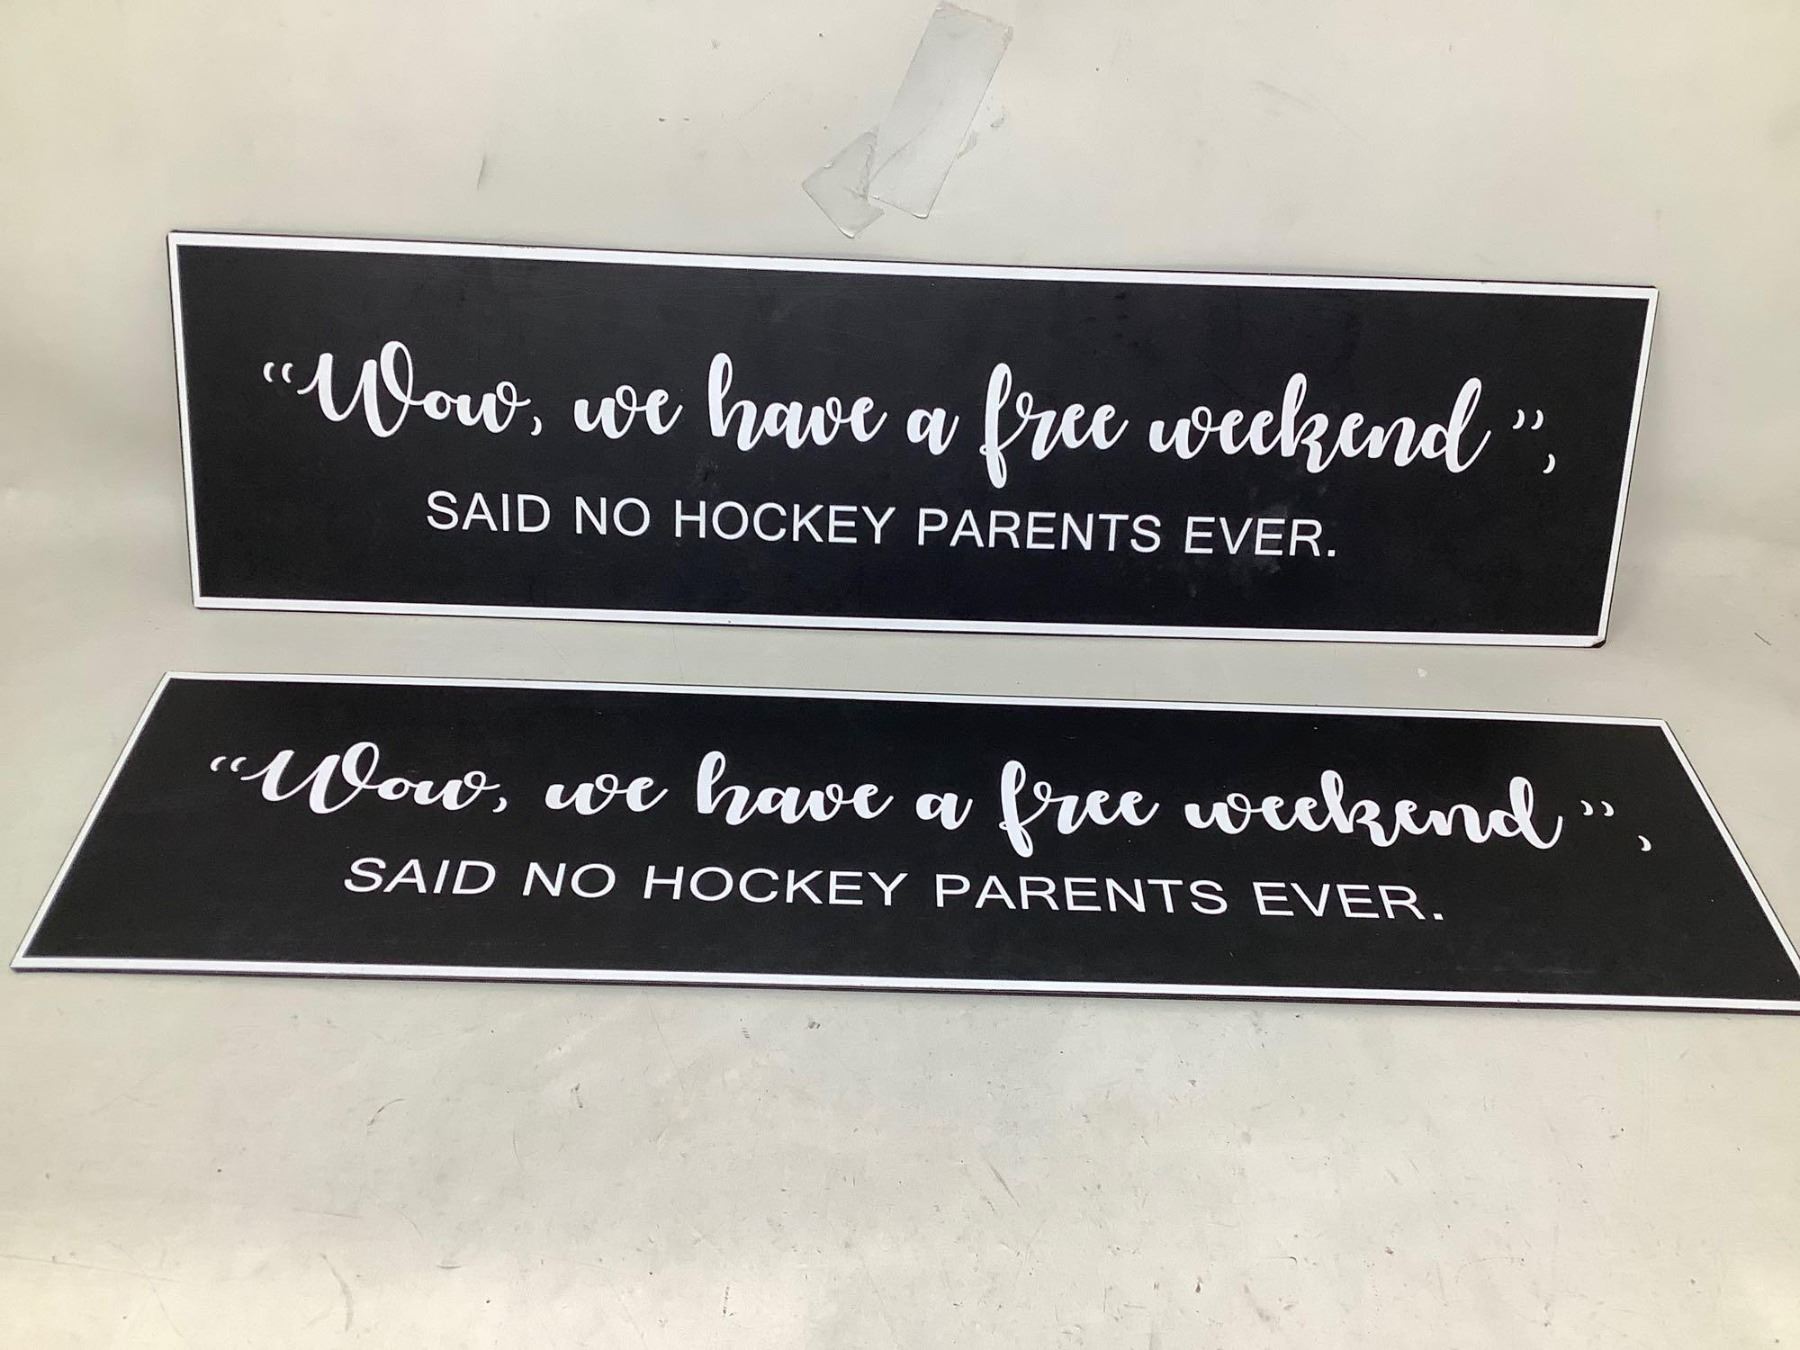 “Wow, we have a free weekend”,
SAID NO HOCKEY PARENTS EVER.
“Wow, we have a free weekend”,
SAID NO HOCKEY PARENTS EVER.